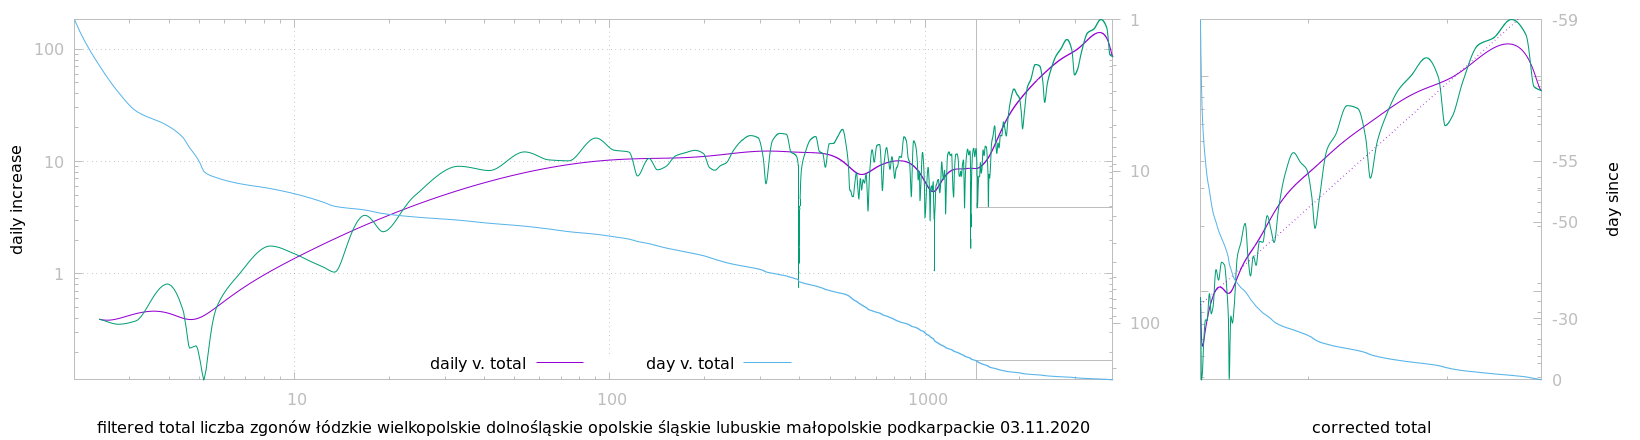 100
10
1
daily increase
daily v. total
day v. total
10
100
1000
1
10
100
filtered total liczba zgonów łódzkie wielkopolskie dolnośląskie opolskie śląskie lubuskie małopolskie podkarpackie 03.11.2020
-59
-55
-50
-30
0
day since
corrected total